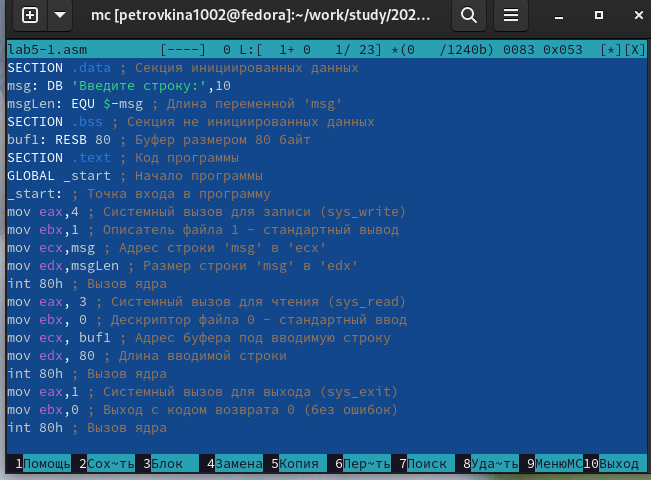 mc [petrovkina1002@fedora]:~/work/study/202...
lab5-1.asm [----] 0 L:[ 1+ 0 1/ 23] *(0 /1240b) 0083 0x053 [*][X]
SECTION .data ; Секция инициированных данных
msg: DB 'Введите строку:',10
msgLen: EQU $-msg ; Длина переменной 'msg'
SECTION .bss ; Секция не инициированных данных
buf1: RESB 80 ; Буфер размером 80 байт
SECTION .text ; Код программы
GLOBAL _start ; Начало программы
_start: ; Точка входа в программу
mov eax,4 ; Системный вызов для записи (sys_write)
mov ebx,1 ; Описатель файла 1 - стандартный вывод
mov ecx,msg ; Адрес строки 'msg' в 'ecx'
mov edx,msgLen ; Размер строки 'msg' в 'edx'
int 80h ; Вызов ядра
mov eax, 3 ; Системный вызов для чтения (sys_read)
mov ebx, 0 ; Дескриптор файла 0 - стандартный ввод
mov ecx, buf1 ; Адрес буфера под вводимую строку
mov edx, 80 ; Длина вводимой строки
int 80h ; Вызов ядра
mov eax,1 ; Системный вызов для выхода (sys_exit)
mov ebx,0 ; Выход с кодом возврата 0 (без ошибок)
int 80h ; Вызов ядра
1Помощь 2Сох~ть 3Блок 4Замена 5Копия 6Пер~ть 7Поиск 8Уда~ть 9МенюMC 10Выход